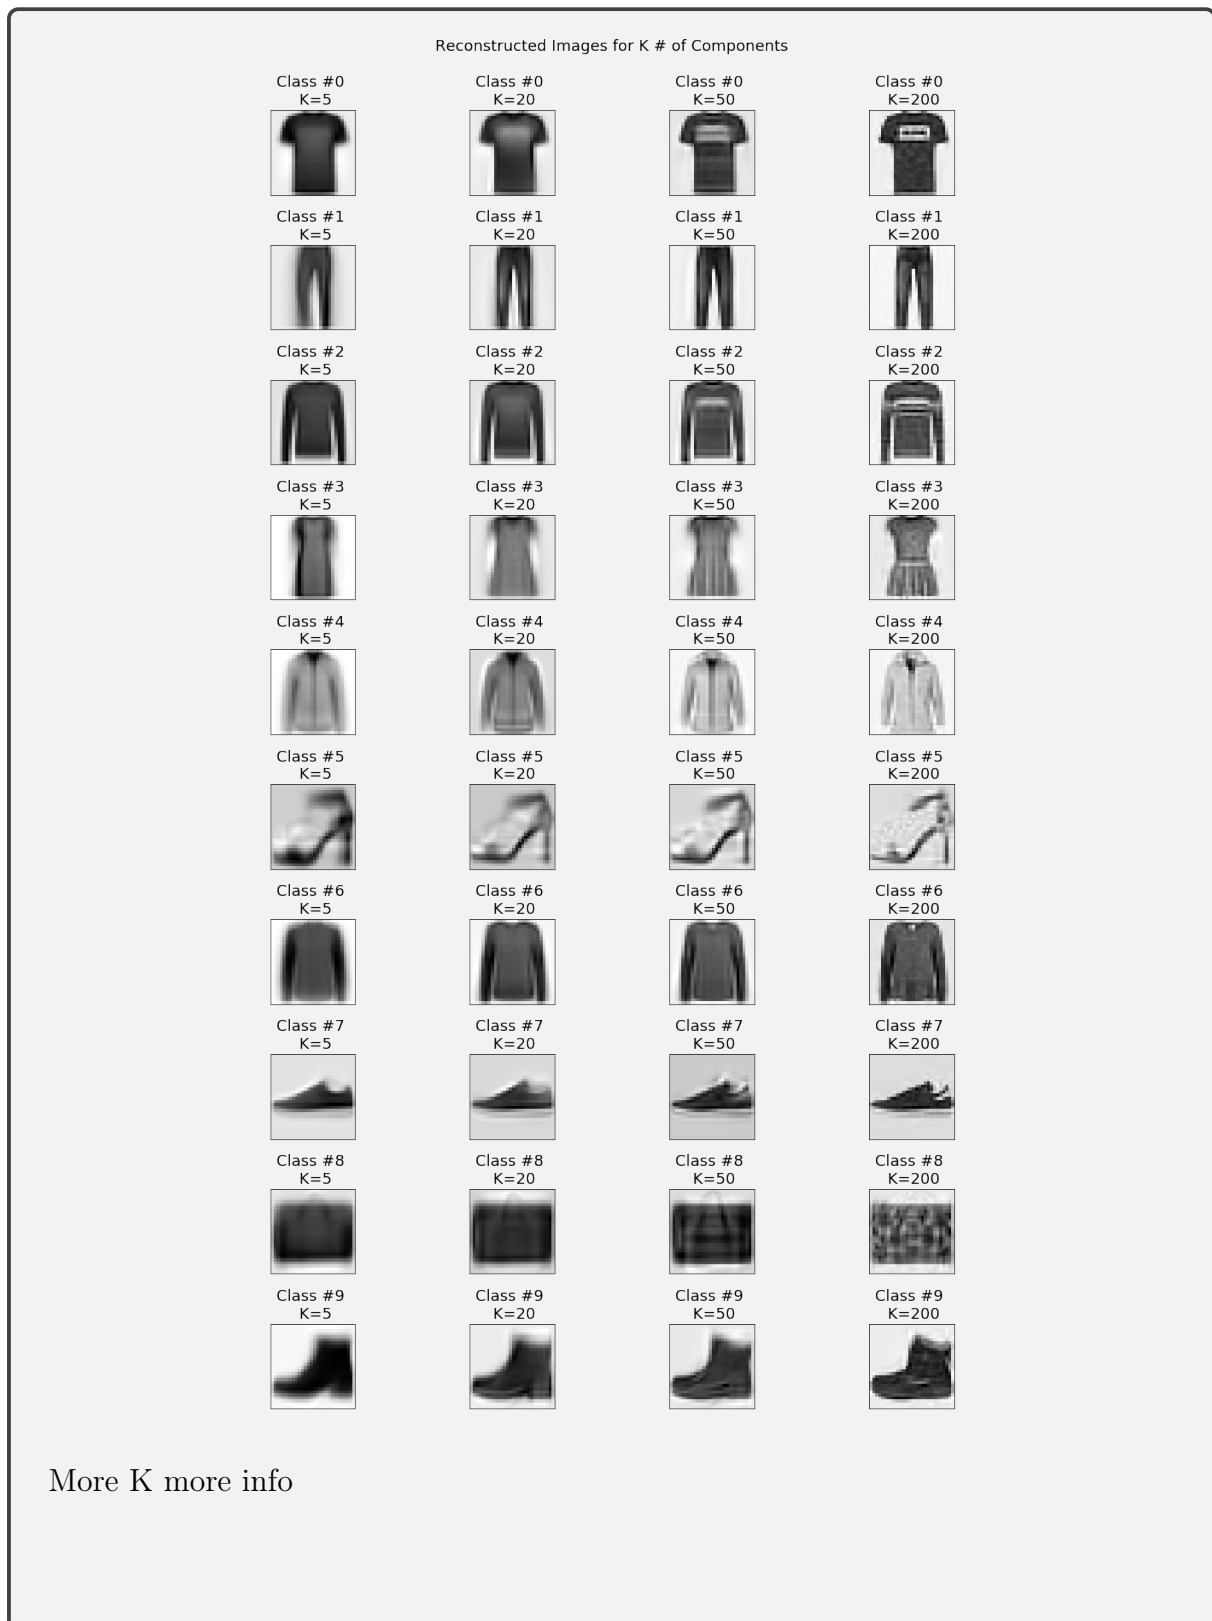 Reconstructed Images for K # of Components
Class #0 Class #0 Class #0 Class #0
K=5 K=20 K=50 K=200
Class #1 Class #1 Class #1 Class #1
K=5 K=20 K=50 K=200
Class #2 Class #2 Class #2 Class #2
K=5 K=20 K=50 K=200
Class #3 Class #3 Class #3 Class #3
K=5 K=20 K=50 K=200
Class #4 Class #4 Class #4 Class #4
K=5 K=20 K=50 K=200
Class #5 Class #5 Class #5 Class #5
K=5 K=20 K=50 K=200
Class #6 Class #6 Class #6 Class #6
K=5 K=20 K=50 K=200
Class #7 Class #7 Class #7 Class #7
K=5 K=20 K=50 K=200
Class #8 Class #8 Class #8 Class #8
K=5 K=20 K=50 K=200
Class #9 Class #9 Class #9 Class #9
K=5 K=20 K=50 K=200
More K more info